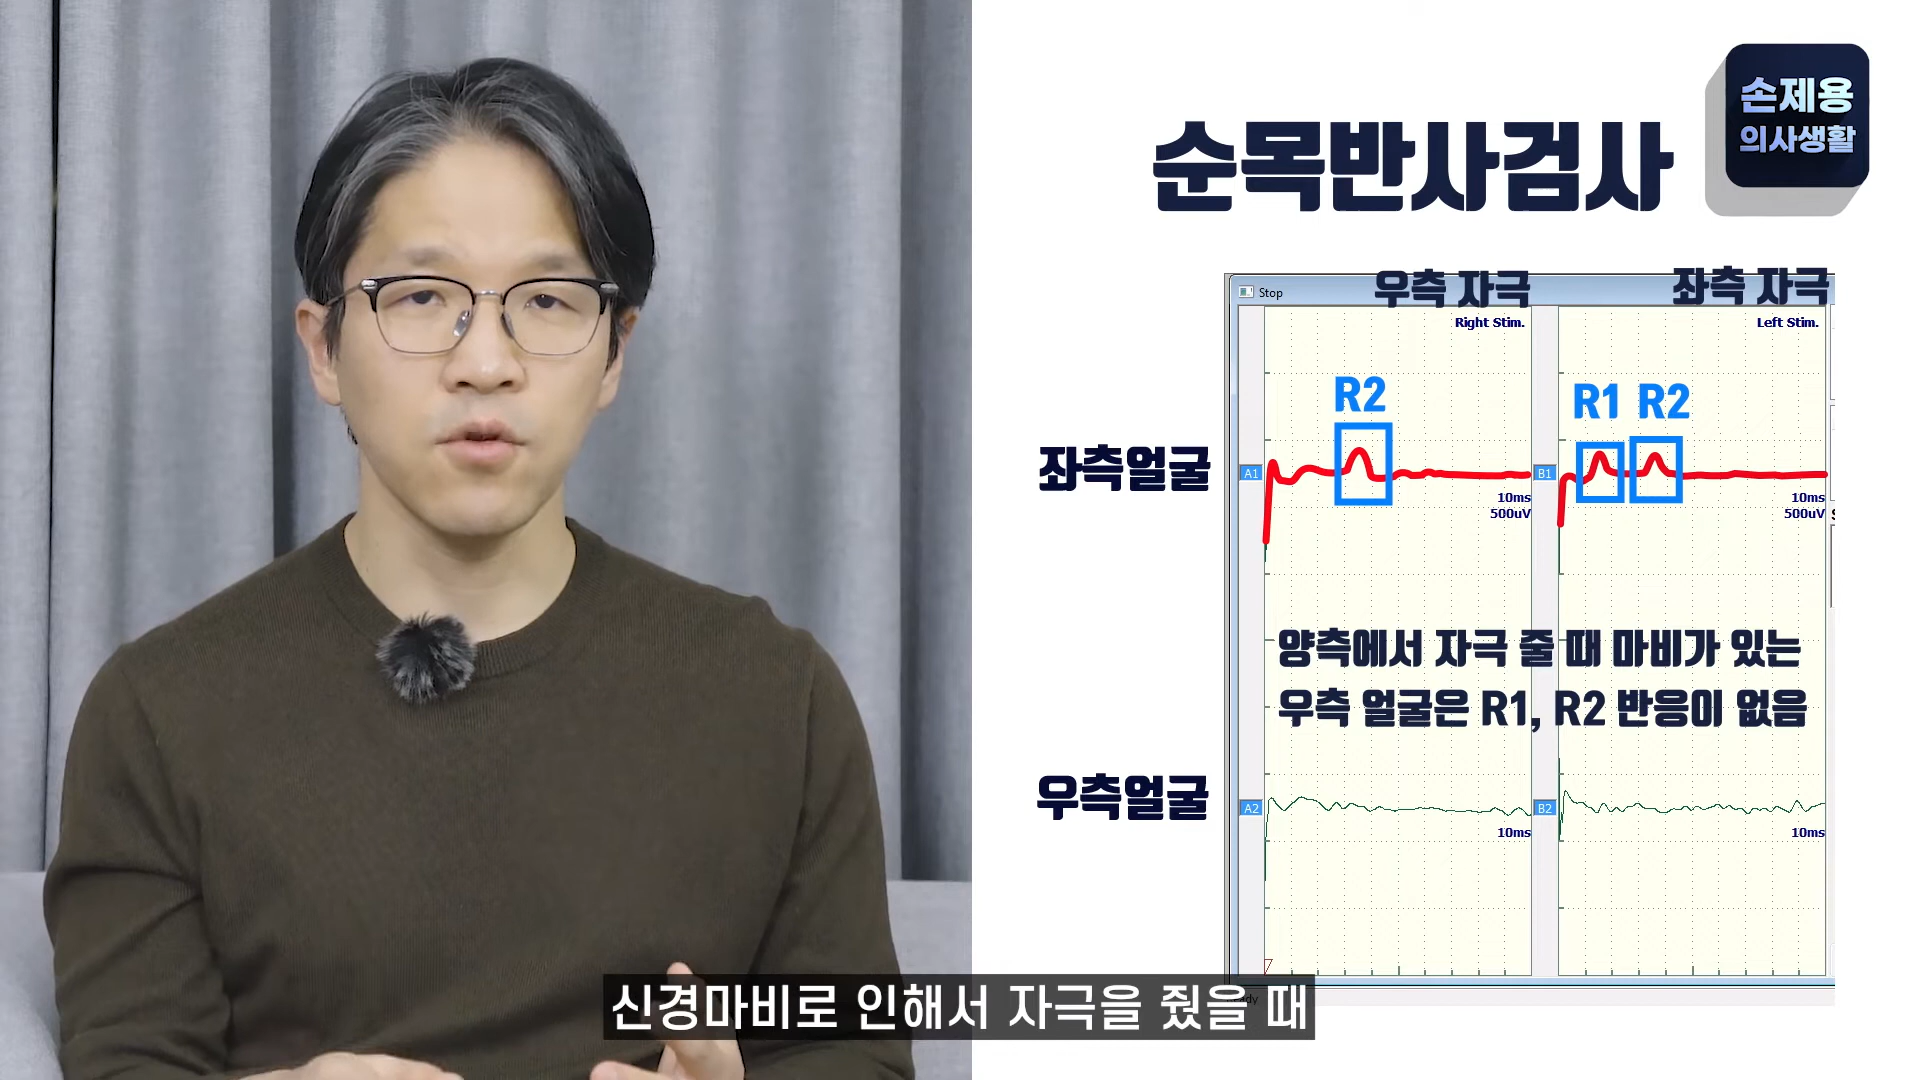 손제용
의사생활
순목반사검사
우측 자극
좌측 자극
Stop
Right Stim.
Left Stim.
R2
R1 R2
좌측얼굴
A1
B1
10ms
500uV
10ms
500uV
양측에서 자극 줄 때 마비가 있는
우측 얼굴은 R1, R2 반응이 없음
우측얼굴
A2
B2
10ms
10ms
신경마비로 인해서 자극을 줬을 때